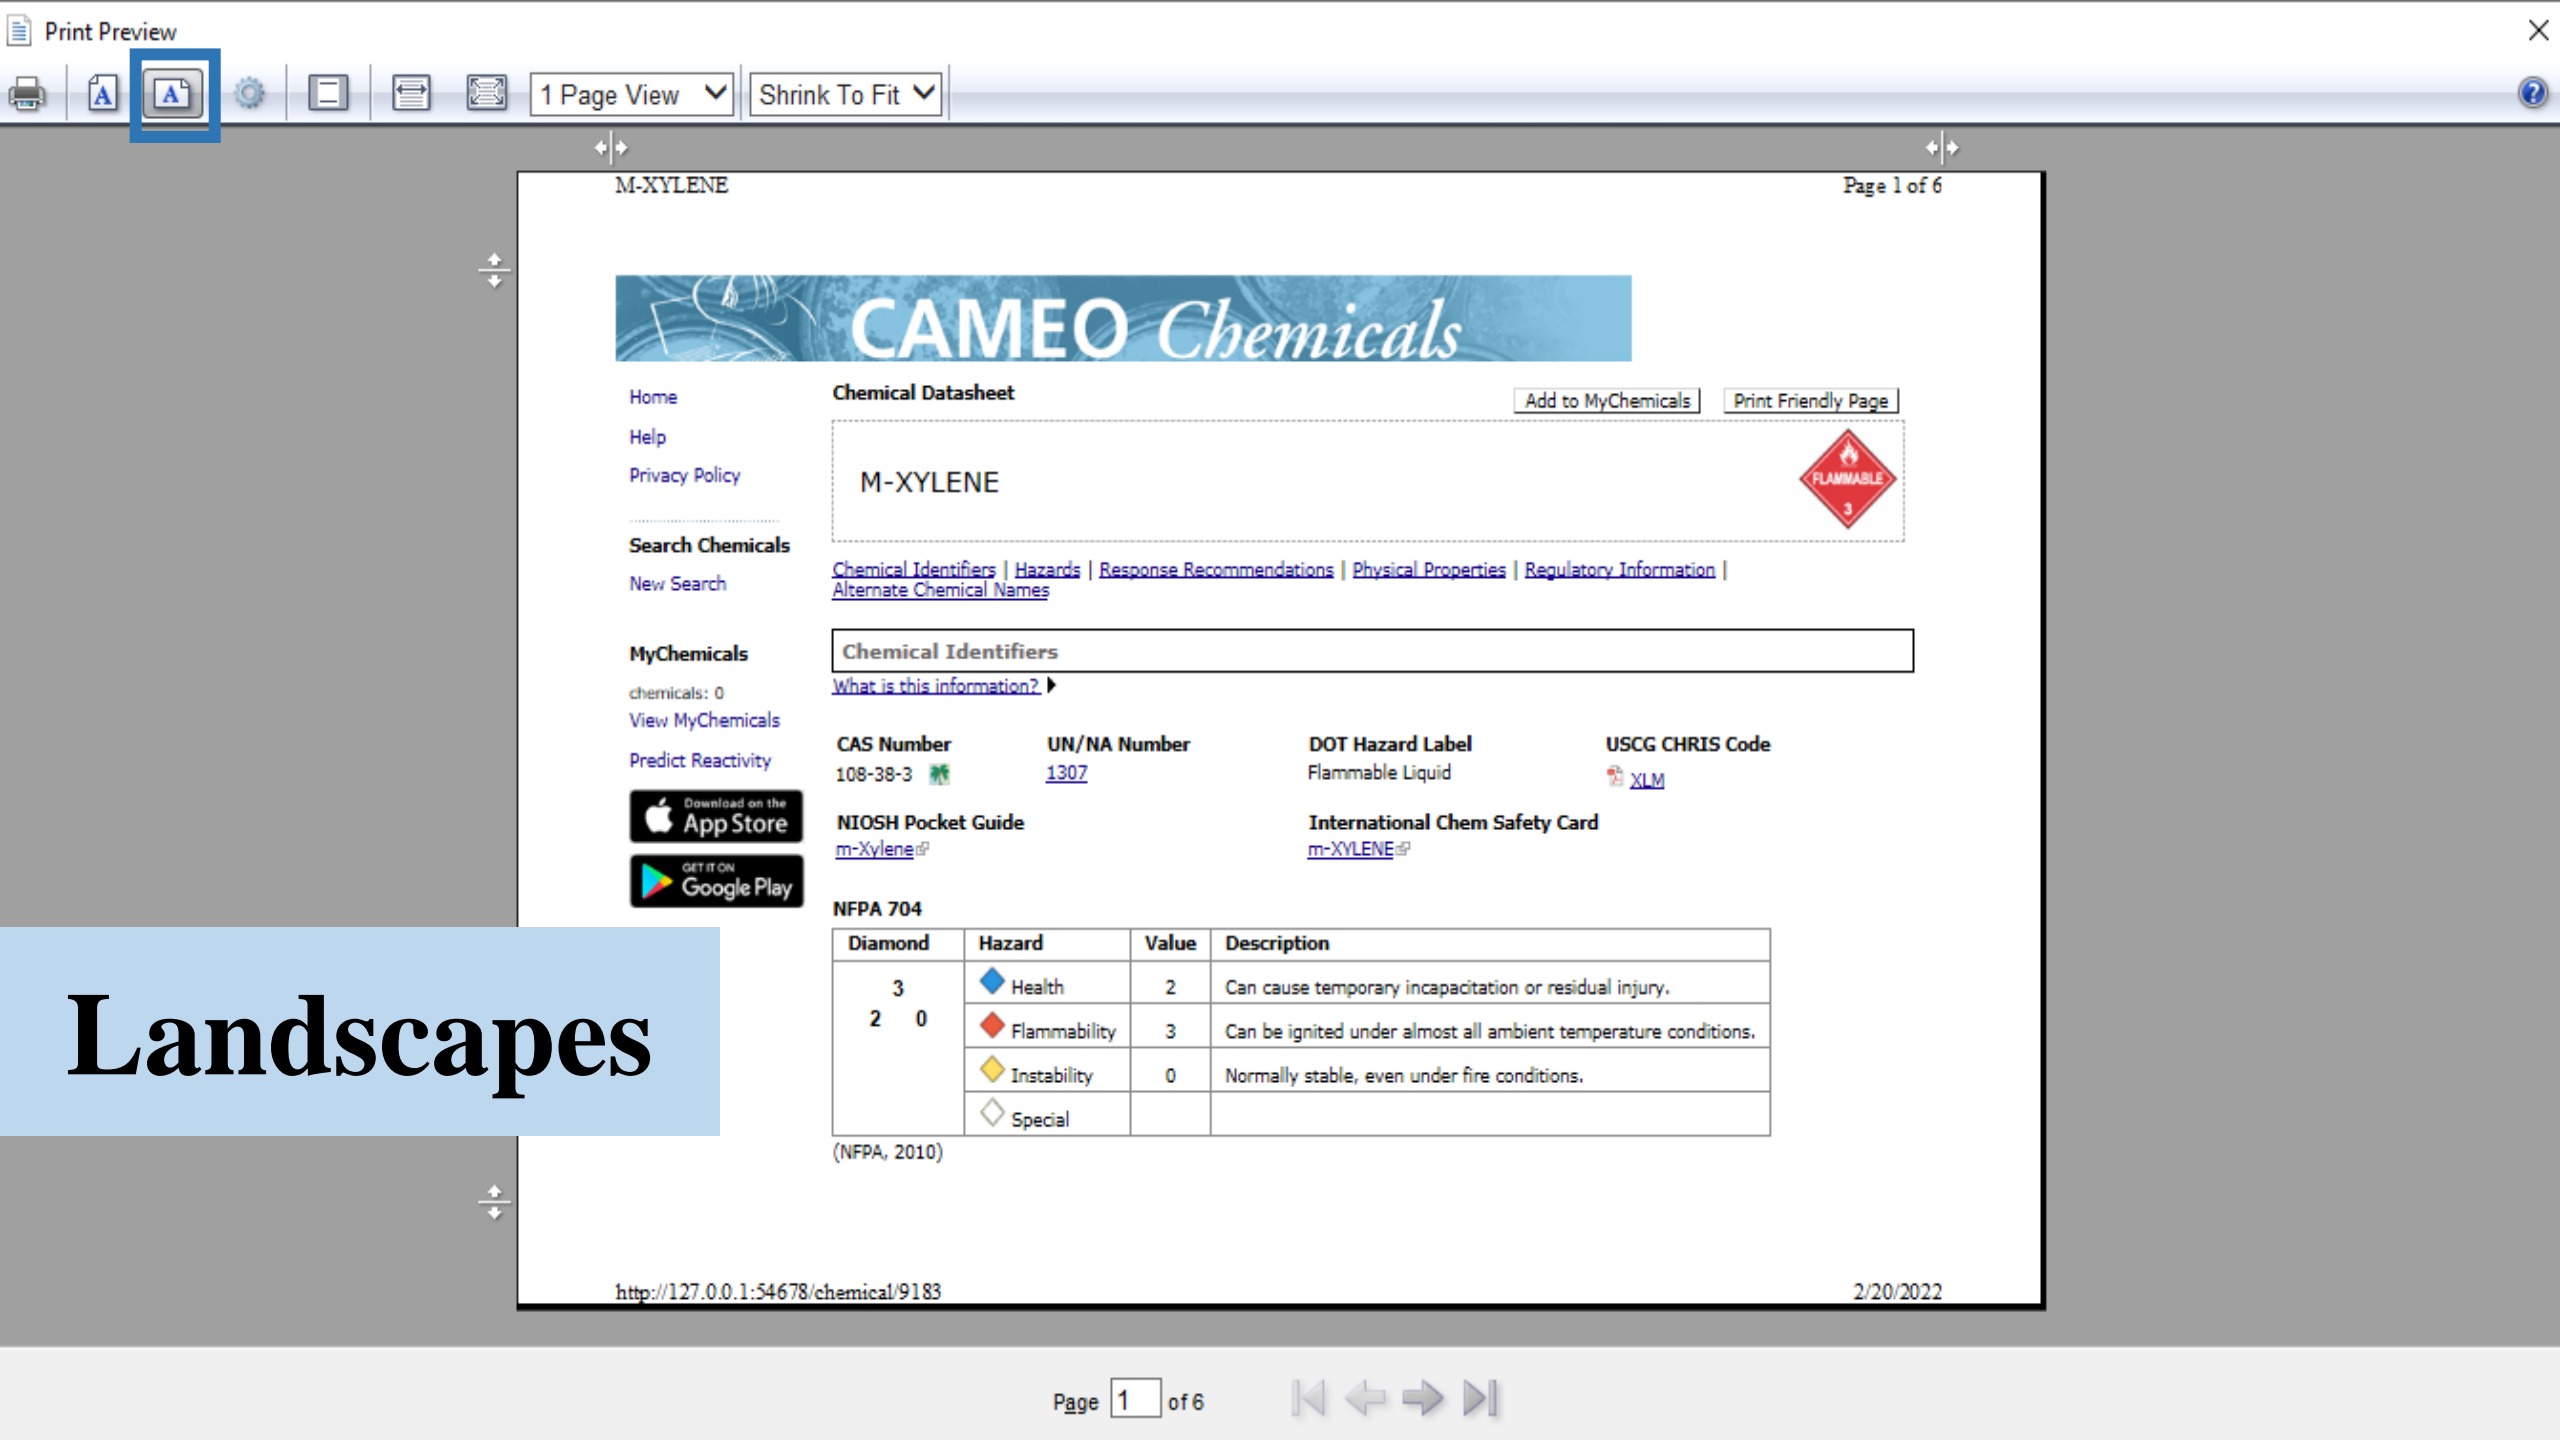 Print Preview
1 Page View
Shrink To Fit
M-XYLENE
Page 1 of 6
CAMEO Chemicals
Home
Help
Privacy Policy
Search Chemicals
New Search
MyChemicals
chemicals: 0
View MyChemicals
Predict Reactivity
Download on the
App Store
GET IT ON
Google Play
Chemical Datasheet
Add to MyChemicals
Print Friendly Page
M-XYLENE
FLAMMABLE
3
Chemical Identifiers | Hazards | Response Recommendations | Physical Properties | Regulatory Information |
Alternate Chemical Names
Chemical Identifiers
What is this information?
CAS Number UN/NA Number DOT Hazard Label USCG CHRIS Code
108-38-3 1307 Flammable Liquid XLM
NIOSH Pocket Guide International Chem Safety Card
m-Xylene m-XYLENE
NFPA 704
Diamond Hazard Value Description
3
2 0
Health 2 Can cause temporary incapacitation or residual injury.
Flammability 3 Can be ignited under almost all ambient temperature conditions.
Instability 0 Normally stable, even under fire conditions.
Special
(NFPA, 2010)
Landscapes
http://127.0.0.1:54678/chemical/9183
2/20/2022
Page 1 of 6